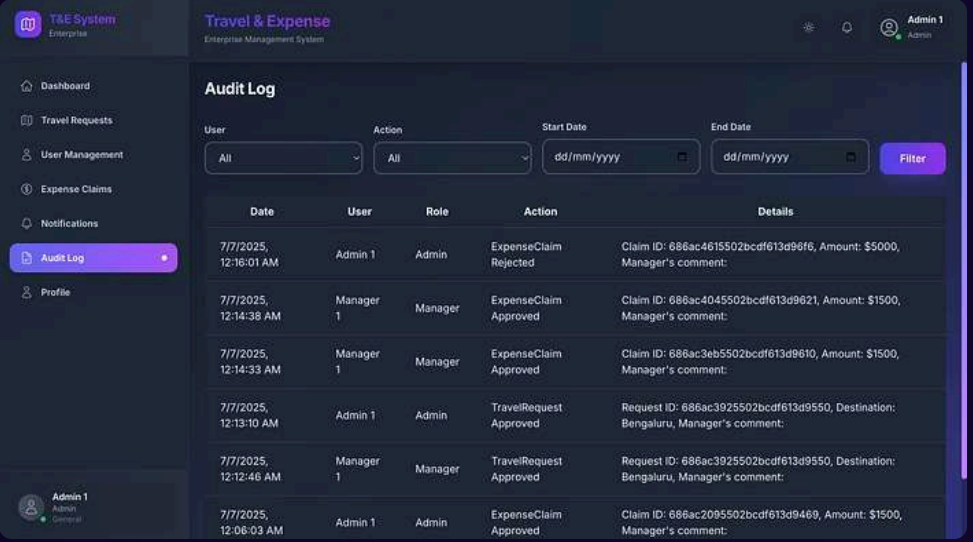 T&E System
Enterprise
Travel & Expense
Enterprise Management System
Admin 1
Admin
Dashboard
Travel Requests
User Management
Expense Claims
Notifications
Audit Log
Profile
Admin 1
Admin
General
Audit Log
User
Action
Start Date
End Date
All
All
dd/mm/yyyy
dd/mm/yyyy
Filter
Date User Role Action Details
7/7/2025, 12:16:01 AM Admin 1 Admin ExpenseClaim Rejected Claim ID: 686ac4615502bcdf613d96f6, Amount: $5000, Manager's comment:
7/7/2025, 12:14:38 AM Manager 1 Manager ExpenseClaim Approved Claim ID: 686ac4045502bcdf613d9621, Amount: $1500, Manager's comment:
7/7/2025, 12:14:33 AM Manager 1 Manager ExpenseClaim Approved Claim ID: 686ac3eb5502bcdf613d9610, Amount: $1500, Manager's comment:
7/7/2025, 12:13:10 AM Admin 1 Admin TravelRequest Approved Request ID: 686ac3925502bcdf613d9550, Destination: Bengaluru, Manager's comment:
7/7/2025, 12:12:46 AM Manager 1 Manager TravelRequest Approved Request ID: 686ac3925502bcdf613d9550, Destination: Bengaluru, Manager's comment:
7/7/2025, 12:06:03 AM Admin 1 Admin ExpenseClaim Approved Claim ID: 686ac2095502bcdf613d9469, Amount: $1500, Manager's comment: